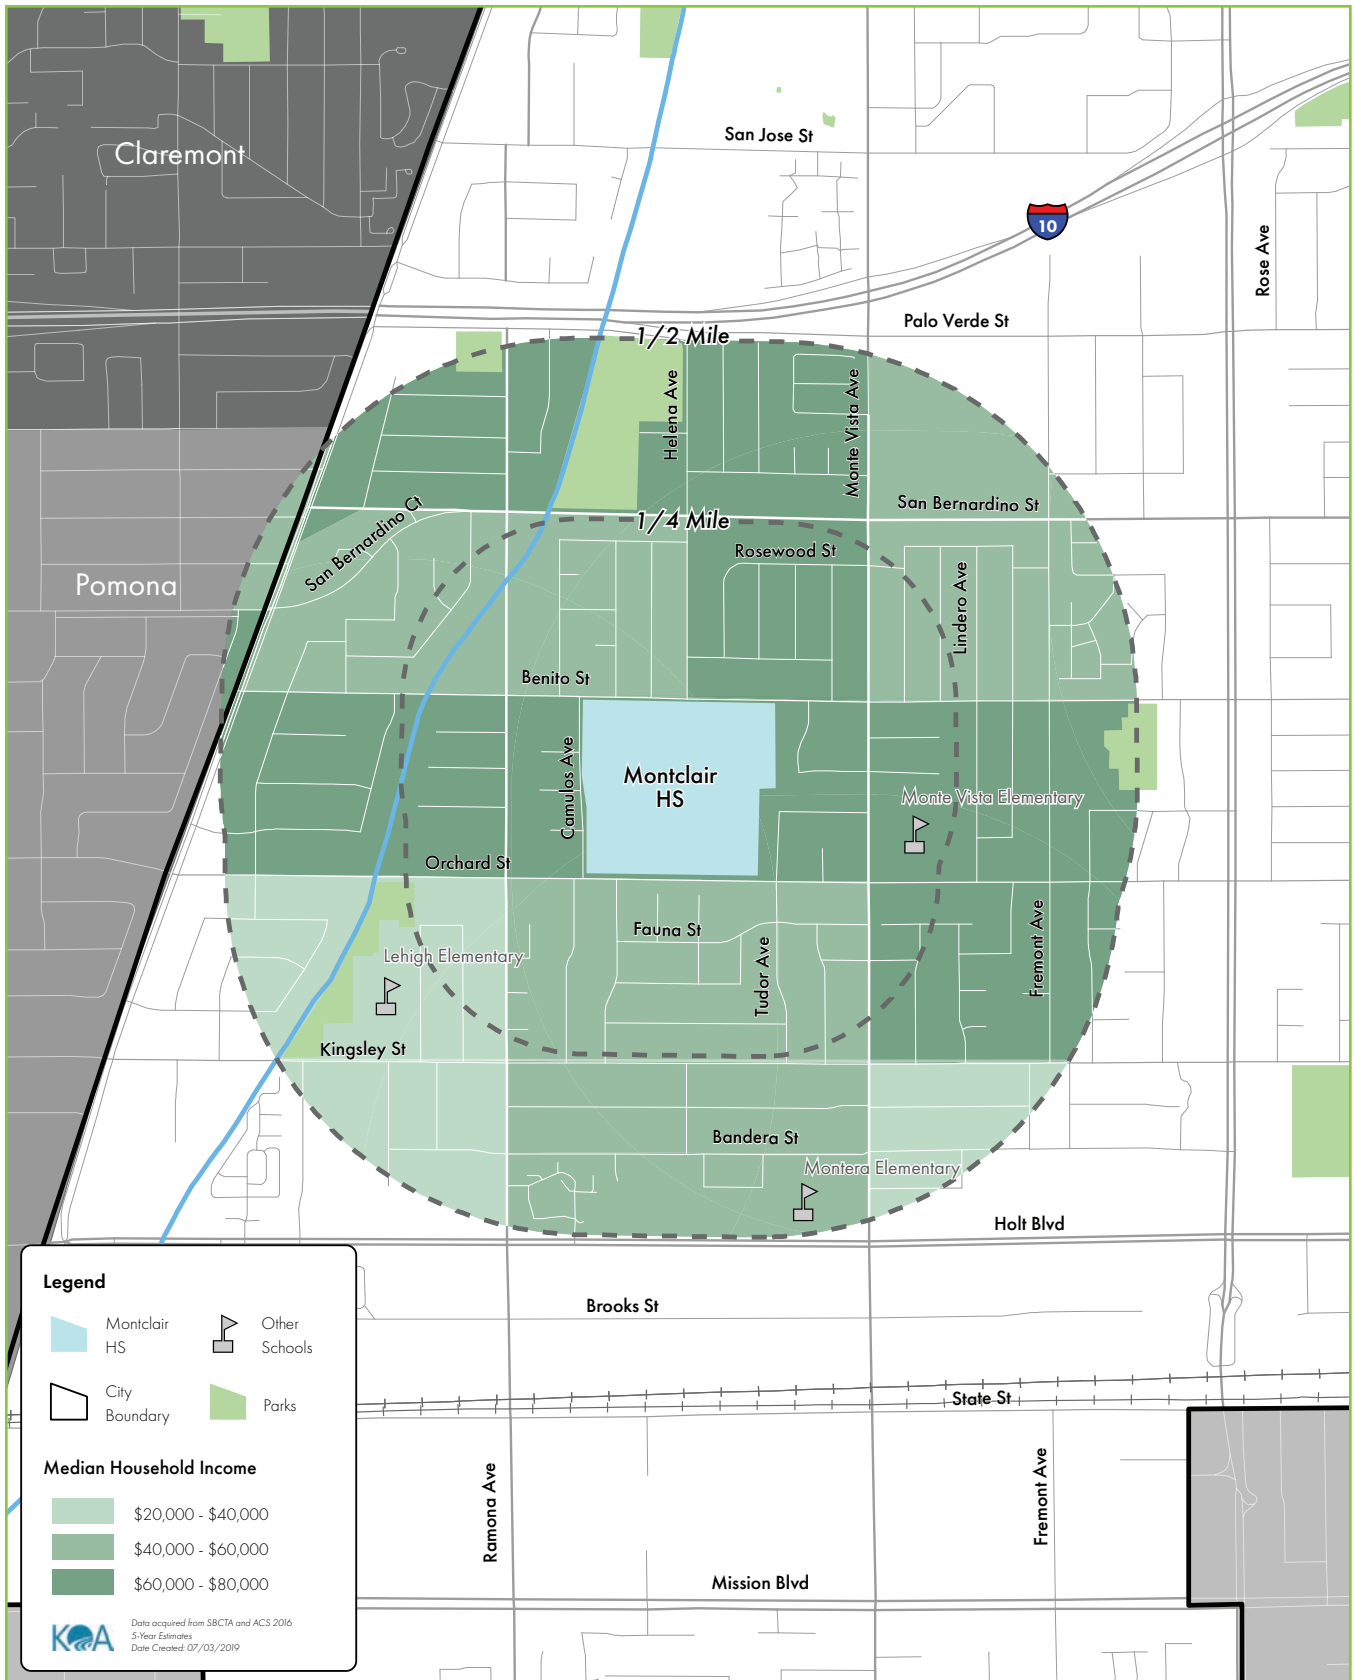 San Jose St
Claremont
10
Rose Ave
Palo Verde St
1/2 Mile
Helena Ave
Monte Vista Ave
San Bernardino St
San Bernardino Ct
1/4 Mile
Rosewood St
Lindero Ave
Pomona
Benito St
Camulos Ave
Montclair
HS
Monte Vista Elementary
Orchard St
Fauna St
Fremont Ave
Tudor Ave
Lehigh Elementary
Kingsley St
Bandera St
Montera Elementary
Holt Blvd
Brooks St
State St
Ramona Ave
Fremont Ave
Mission Blvd
Legend
Montclair
HS
Other
Schools
City
Boundary
Parks
Median Household Income
$20,000 - $40,000
$40,000 - $60,000
$60,000 - $80,000
KOA
Data acquired from SBCTA and ACS 2016
5-Year Estimates
Date Created: 07/03/2019